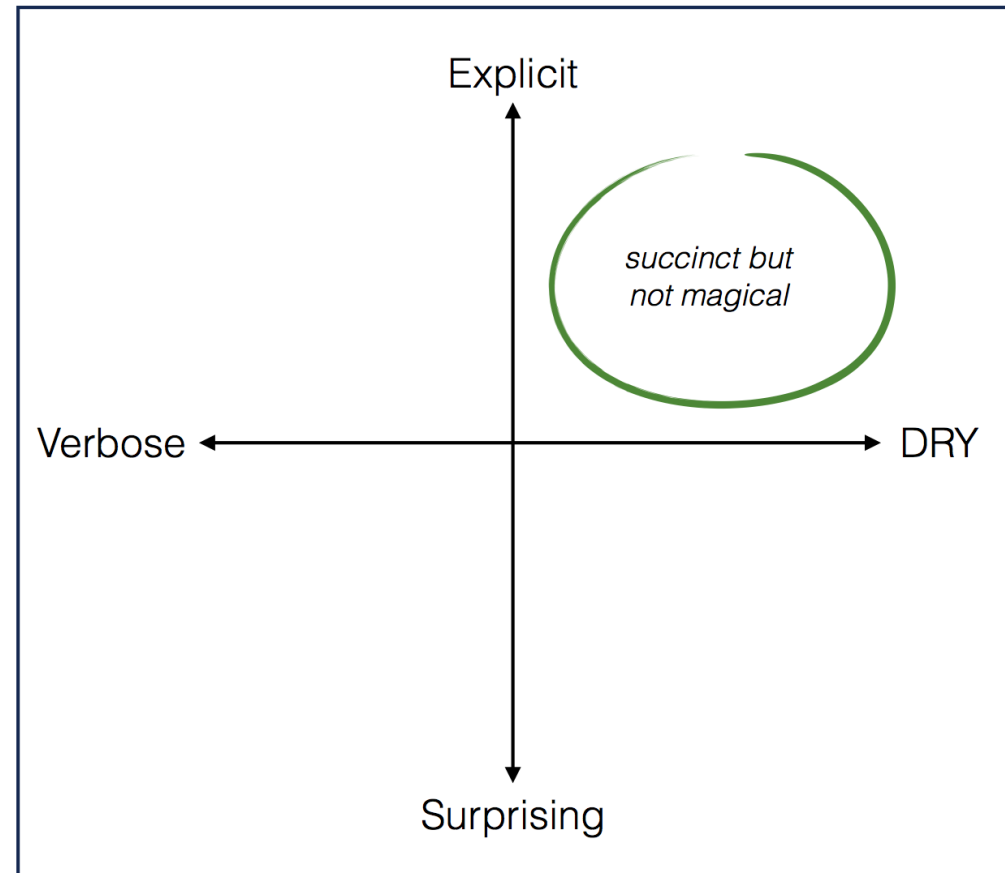 Explicit
succinct but
not magical
Verbose
DRY
Surprising